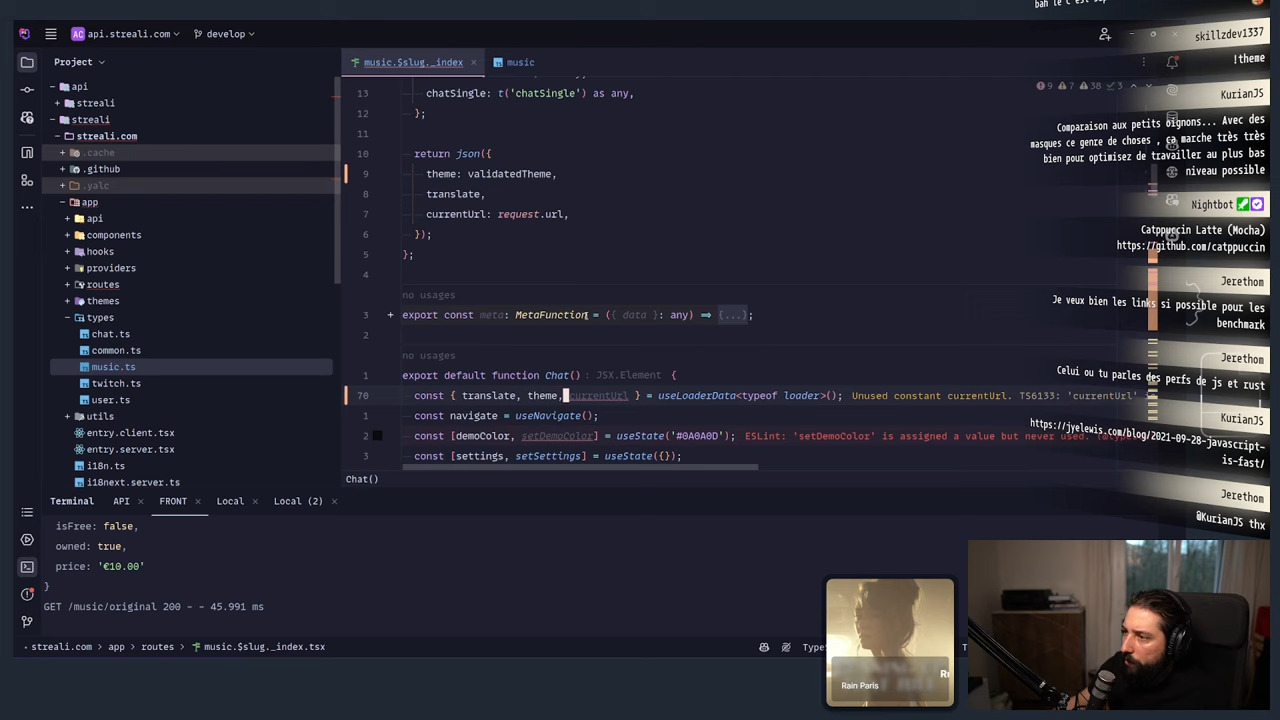 AC api.streali.com
develop
Project
api
streali
streali
streali.com
.cache
.github
.yalc
app
api
components
hooks
providers
routes
themes
types
chat.ts
common.ts
music.ts
twitch.ts
user.ts
utils
entry.client.tsx
entry.server.tsx
i18n.ts
i18next.server.ts
music.$slug._index
music
9 7 38 3
13 chatSingle: t('chatSingle') as any,
12 };
11
10 return json({
9 theme: validatedTheme,
8 translate,
7 currentUrl: request.url,
6 });
5 };
4
no usages
3 + export const meta: MetaFunction = ({ data }: any) => {...};
2
no usages
1 export default function Chat() : JSX.Element {
70 const { translate, theme, currentUrl } = useLoaderData<typeof loader>(); Unused constant currentUrl. TS6133: 'currentUrl' is
1 const navigate = useNavigate();
2 const [demoColor, setDemoColor] = useState('#0A0A0D'); ESLint: 'setDemoColor' is assigned a value but never used.
3 const [settings, setSettings] = useState({});
Chat()
Terminal API FRONT Local Local (2)
isFree: false,
owned: true,
price: '€10.00'
}
GET /music/original 200 - - 45.991 ms
streali.com app routes music.$slug._index.tsx
skillzdev1337
!theme
KurianJS
Comparaison aux petits oignons... Avec des
masques ce genre de choses , ça marche très très
bien pour optimisez de travailler au plus bas
niveau possible
Nightbot
Catppuccin Latte (Mocha)
https://github.com/catppuccin
Jerethom
Je veux bien les links si possible pour les
benchmark
Jerethom
Celui ou tu parles des perfs de js et rust
KurianJS
https://jyelewis.com/blog/2021-09-28-javascript-
is-fast/
Jerethom
@KurianJS thx
Rain Paris